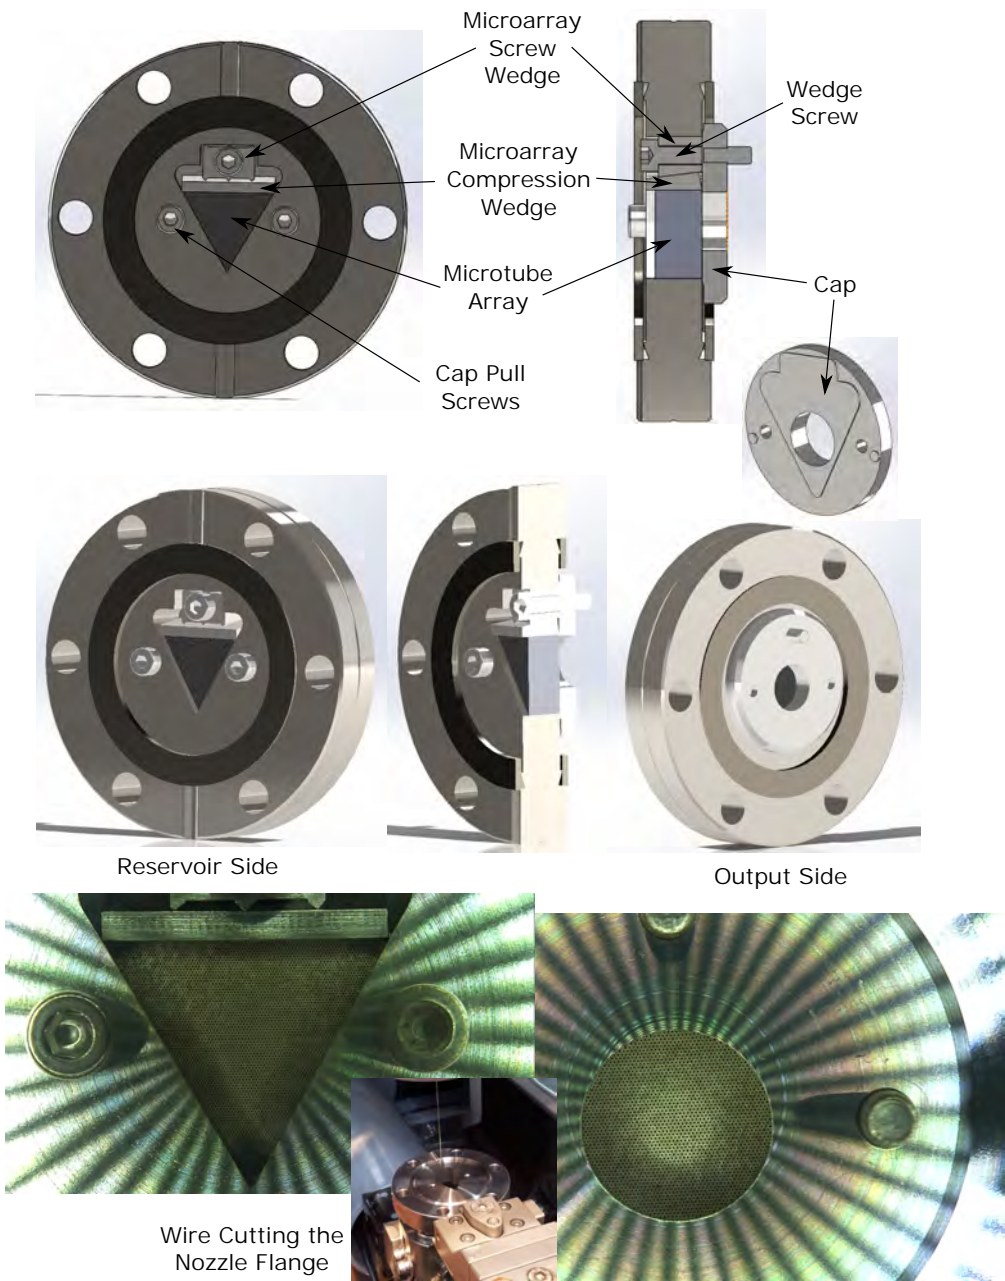 Microarray
Screw
Wedge
Wedge
Screw
Microarray
Compression
Wedge
Microtube
Array
Cap
Cap Pull
Screws
Reservoir Side
Output Side
Wire Cutting the
Nozzle Flange